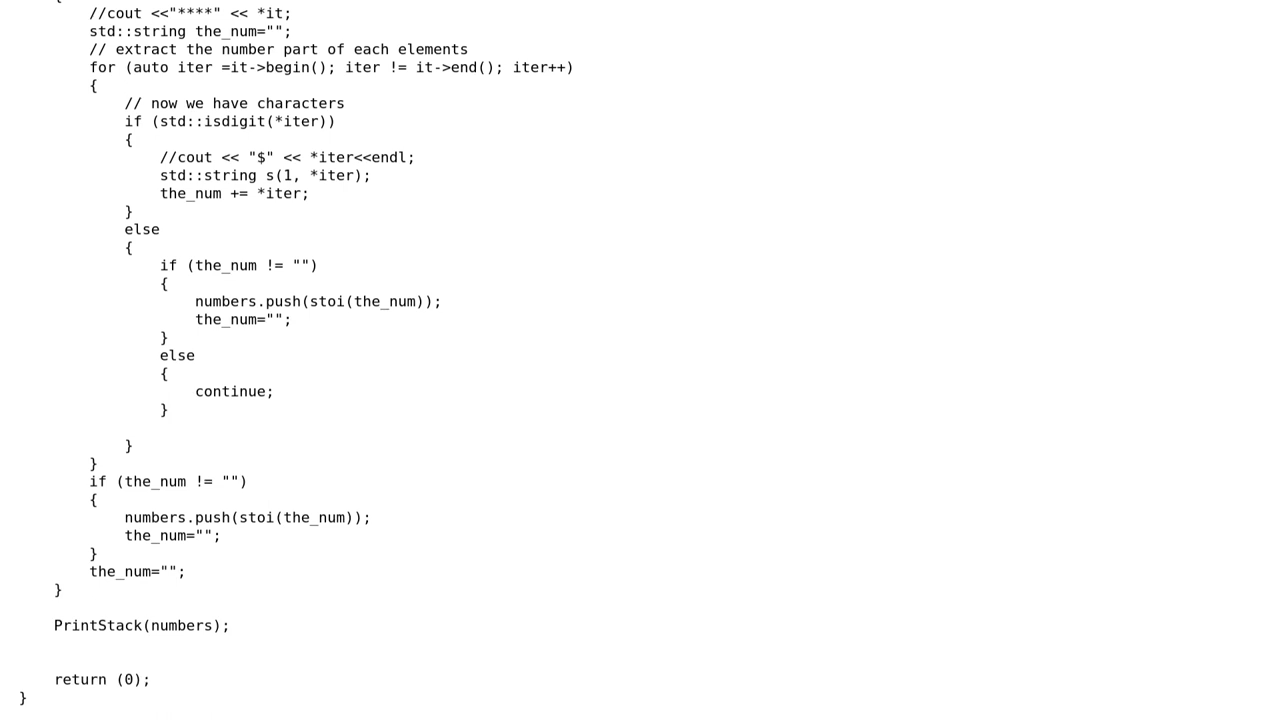 {
//cout <<"****" << *it;
std::string the_num="";
// extract the number part of each elements
for (auto iter =it->begin(); iter != it->end(); iter++)
{
// now we have characters
if (std::isdigit(*iter))
{
//cout << "$" << *iter<<endl;
std::string s(1, *iter);
the_num += *iter;
}
else
{
if (the_num != "")
{
numbers.push(stoi(the_num));
the_num="";
}
else
{
continue;
}
}
}
if (the_num != "")
{
numbers.push(stoi(the_num));
the_num="";
}
the_num="";
}
PrintStack(numbers);
return (0);
}